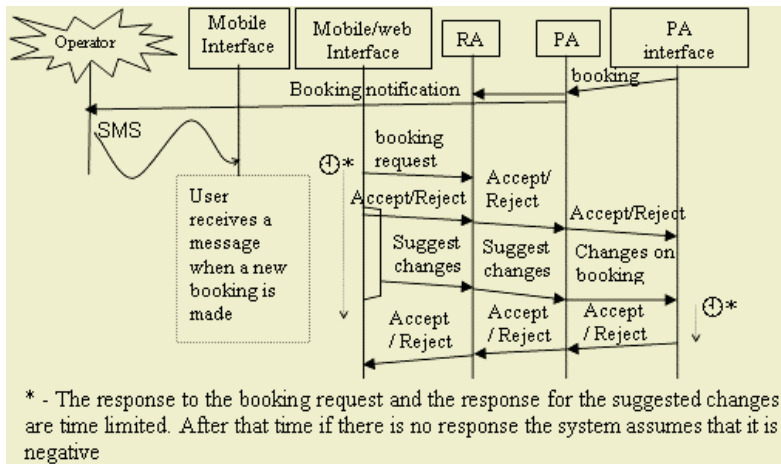 Operator
Mobile
Interface
Mobile/web
Interface
RA
PA
PA
interface
booking
Booking notification
SMS
booking
request
*
Accept/
Reject
Accept/Reject
Accept/Reject
User
receives a
message
when a new
booking is
made
Suggest
changes
Suggest
changes
Changes on
booking
*
Accept
/ Reject
Accept
/ Reject
Accept
/ Reject
* - The response to the booking request and the response for the suggested changes
are time limited. After that time if there is no response the system assumes that it is
negative